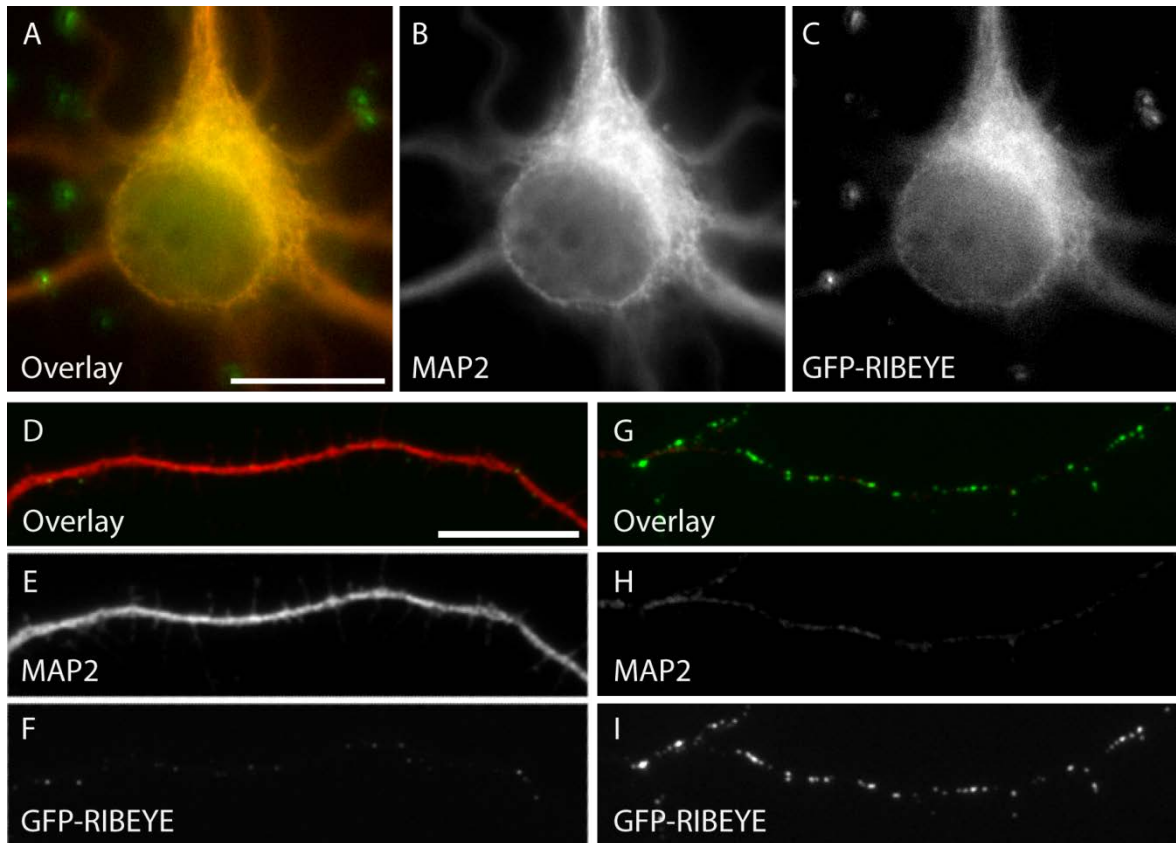 A
Overlay
B
MAP2
C
GFP-RIBEYE
D
Overlay
E
MAP2
F
GFP-RIBEYE
G
Overlay
H
MAP2
I
GFP-RIBEYE